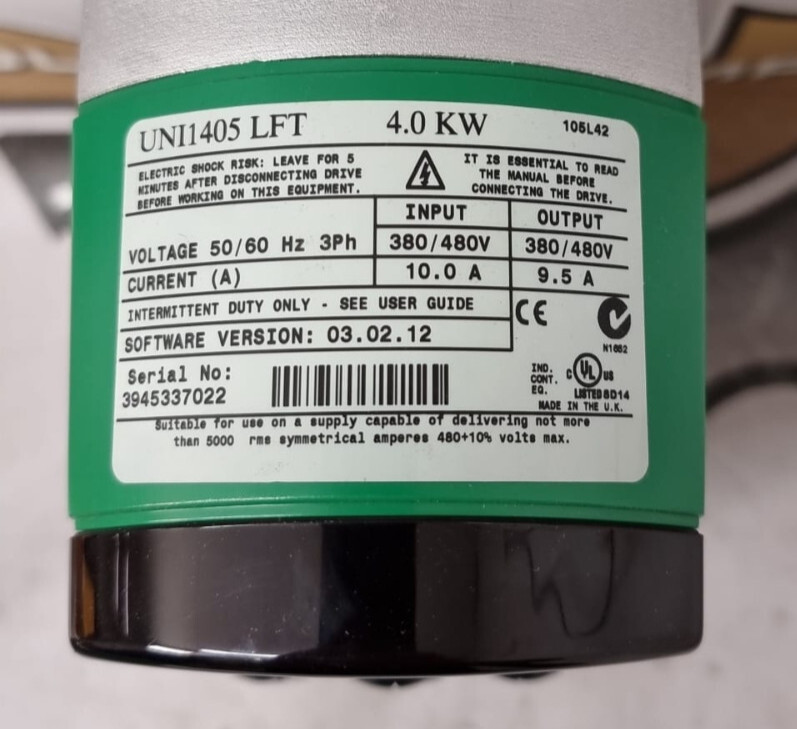 UNI1405 LFT 4.0 KW 105L42
ELECTRIC SHOCK RISK: LEAVE FOR 5
MINUTES AFTER DISCONNECTING DRIVE
BEFORE WORKING ON THIS EQUIPMENT.
IT IS ESSENTIAL TO READ
THE MANUAL BEFORE
CONNECTING THE DRIVE.
INPUT OUTPUT
VOLTAGE 50/60 Hz 3Ph 380/480V 380/480V
CURRENT (A) 10.0 A 9.5 A
INTERMITTENT DUTY ONLY - SEE USER GUIDE
SOFTWARE VERSION: 03.02.12
CE
N1652
Serial No:
3945337022
IND.
CONT.
EQ.
C UL US
LISTED 8D14
MADE IN THE U.K.
Suitable for use on a supply capable of delivering not more
than 5000 rms symmetrical amperes 480+10% volts max.